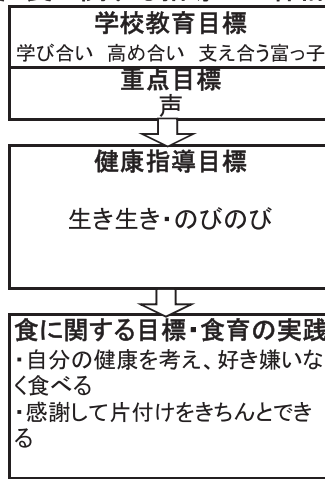 学校教育目標
学び合い 高め合い 支え合う富っ子
重点目標
声
健康指導目標
生き生き・のびのび
食に関する目標・食育の実践
・自分の健康を考え、好き嫌いな
く食べる
・感謝して片付けをきちんとでき
る